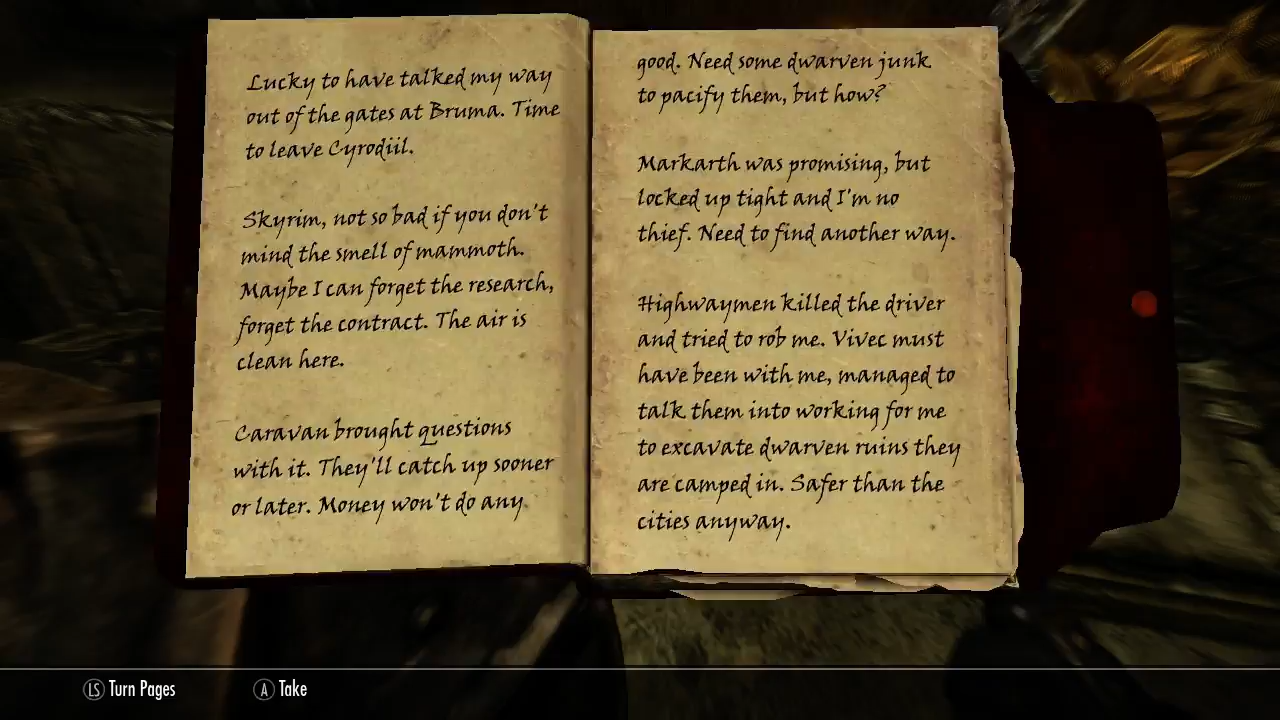 Lucky to have talked my way
out of the gates at Bruma. Time
to leave Cyrodiil.
Skyrim, not so bad if you don't
mind the smell of mammoth.
Maybe I can forget the research,
forget the contract. The air is
clean here.
Caravan brought questions
with it. They'll catch up sooner
or later. Money won't do any
good. Need some dwarven junk
to pacify them, but how?
Markarth was promising, but
locked up tight and I'm no
thief. Need to find another way.
Highwaymen killed the driver
and tried to rob me. Vivec must
have been with me, managed to
talk them into working for me
to excavate dwarven ruins they
are camped in. Safer than the
cities anyway.
LS Turn Pages
A Take